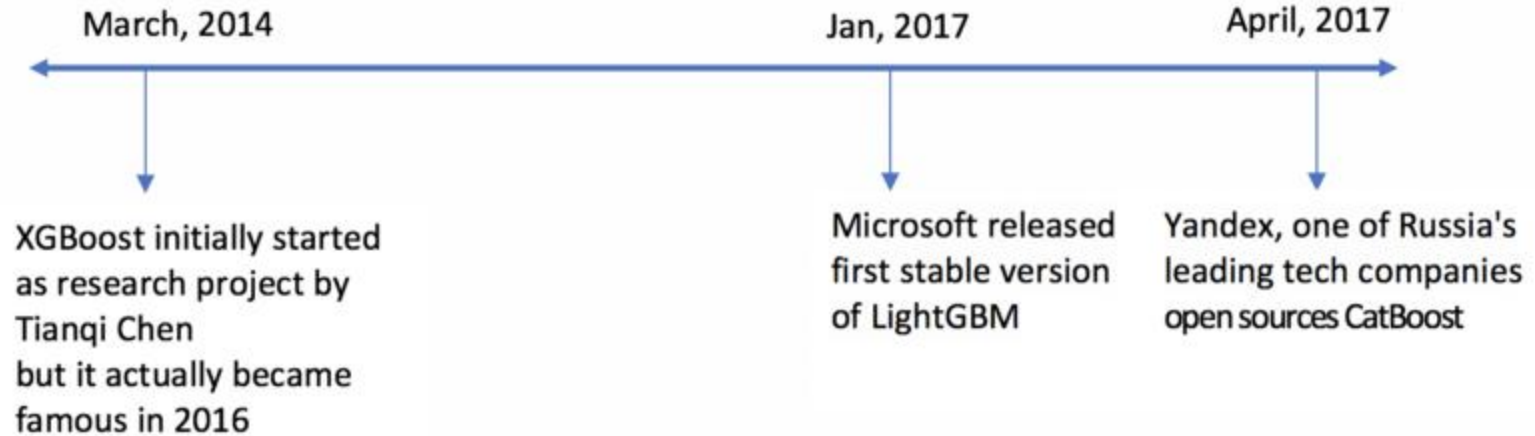 March, 2014
Jan, 2017
April, 2017
XGBoost initially started
as research project by
Tianqi Chen
but it actually became
famous in 2016
Microsoft released
first stable version
of LightGBM
Yandex, one of Russia's
leading tech companies
open sources CatBoost